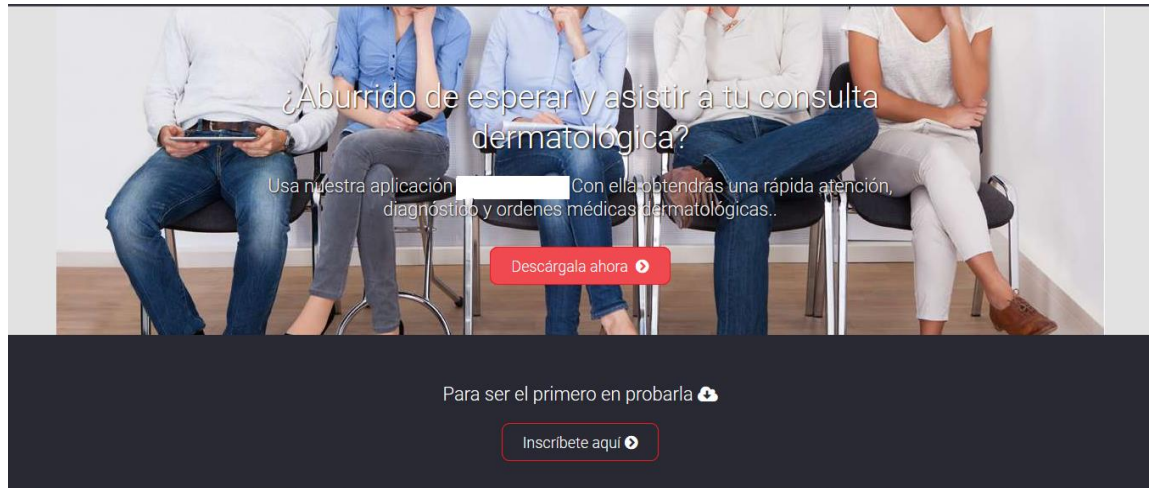 ¿Aburrido de esperar y asistir a tu consulta
dermatológica?
Usa nuestra aplicación Con ella obtendrás una rápida atención,
diagnóstico y ordenes médicas dermatológicas..
Descárgala ahora
Para ser el primero en probarla
Inscríbete aquí